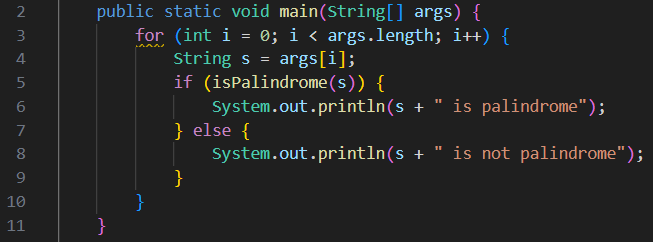 2 public static void main(String[] args) {
3 for (int i = 0; i < args.length; i++) {
4 String s = args[i];
5 if (isPalindrome(s)) {
6 System.out.println(s + " is palindrome");
7 } else {
8 System.out.println(s + " is not palindrome");
9 }
10 }
11 }